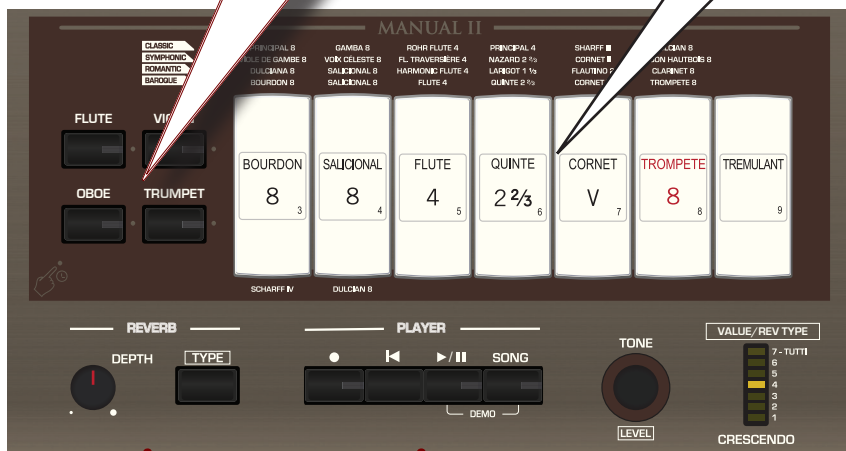 MANUAL II
CLASSIC
SYMPHONIC
ROMANTIC
BAROQUE
PRINCIPAL 8 GAMBA 8 ROHR FLUTE 4 PRINCIPAL 4 SHARFF
DE GAMBE 8 VOIX CÉLESTE 8 FL TRAVERSIÈRE 4 NAZARD 2 ⅔ CORNET HAUTBOIS 8
DULCIANA 8 SALICIONAL 8 HARMONIC FLUTE 4 LARIGOT 1 ⅓ FLAUTINO 2 CLARINET 8
BOURDON 8 SALICIONAL 8 FLUTE 4 QUINTE 2 ⅔ CORNET TROMPETE 8
FLUTE
OBOE TRUMPET
BOURDON SALICIONAL FLUTE QUINTE CORNET TROMPETE TREMULANT
8 8 4 2 ⅔ V 8
3 4 5 6 7 8 9
SCHARFF IV DULCIAN 8
REVERB
DEPTH TYPE
PLAYER
SONG
DEMO
TONE
LEVEL
VALUE/REV TYPE
7 - TUTTI
6
5
4
3
2
1
CRESCENDO